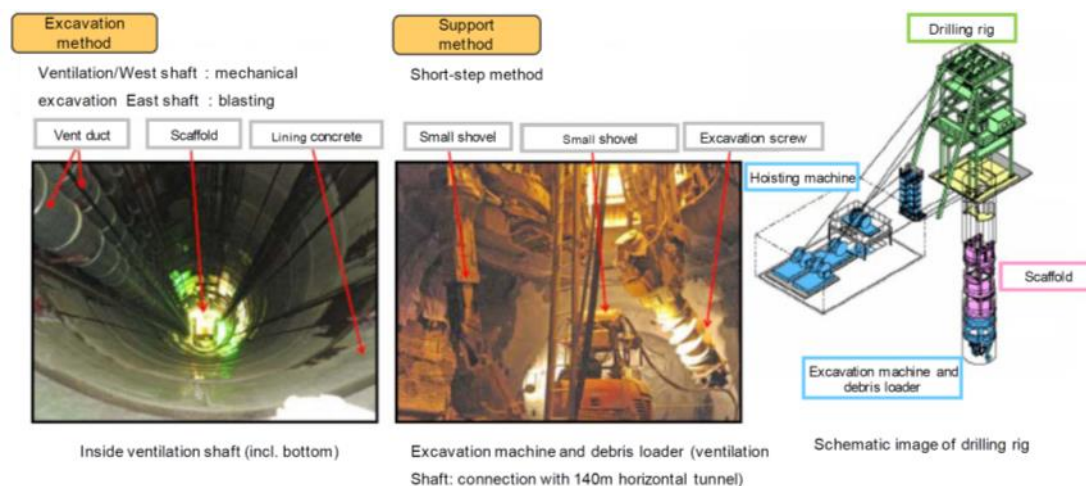 Excavation
method
Support
method
Drilling rig
Ventilation/West shaft : mechanical
excavation East shaft : blasting
Short-step method
Vent duct
Scaffold
Lining concrete
Small shovel
Small shovel
Excavation screw
Hoisting machine
Scaffold
Excavation machine and
debris loader
Inside ventilation shaft (incl. bottom)
Excavation machine and debris loader (ventilation
Shaft: connection with 140m horizontal tunnel)
Schematic image of drilling rig